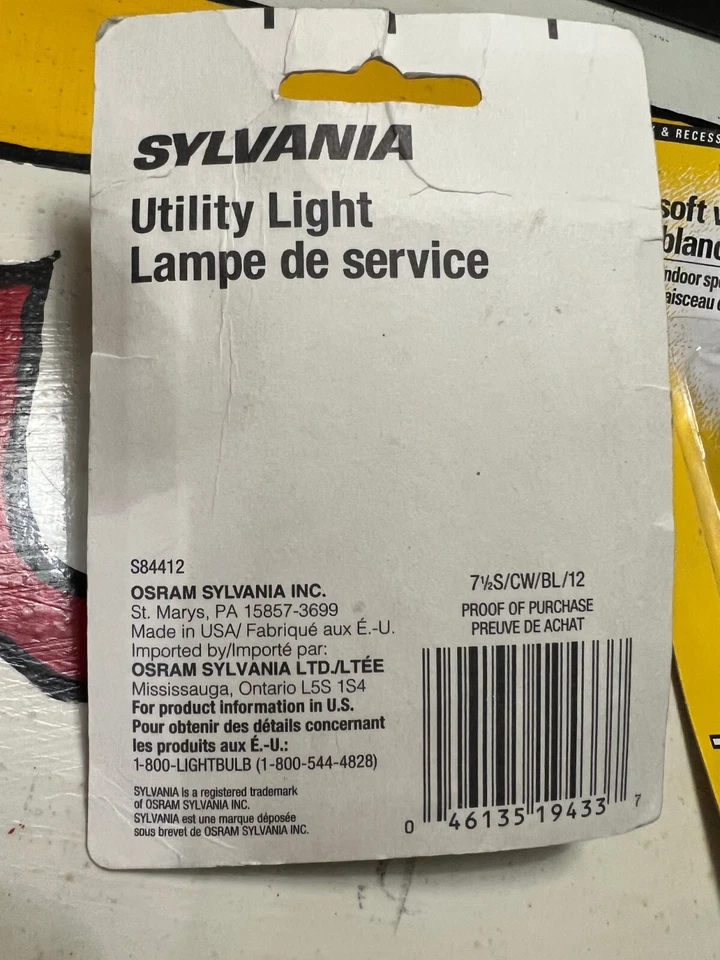 SYLVANIA
Utility Light
Lampe de service
S84412
OSRAM SYLVANIA INC.
St. Marys, PA 15857-3699
Made in USA/ Fabriqué aux É.-U.
Imported by/Importé par:
OSRAM SYLVANIA LTD./LTÉE
Mississauga, Ontario L5S 1S4
For product information in U.S.
Pour obtenir des détails concernant
les produits aux É.-U.:
1-800-LIGHTBULB (1-800-544-4828)
SYLVANIA is a registered trademark
of OSRAM SYLVANIA INC.
SYLVANIA est une marque déposée
sous brevet de OSRAM SYLVANIA INC.
7½S/CW/BL/12
PROOF OF PURCHASE
PREUVE DE ACHAT
0 46135 19433 7
& RECESS
soft
blanc
indoor